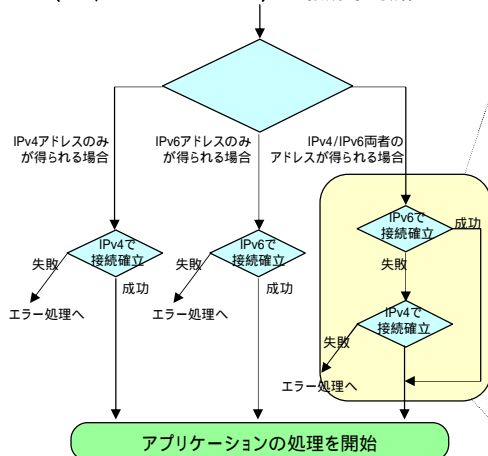 IPv4アドレスのみ
が得られる場合
IPv6アドレスのみ
が得られる場合
IPv4/IPv6両者の
アドレスが得られる場合
IPv4で
接続確立
失敗
成功
エラー処理へ
IPv6で
接続確立
失敗
成功
エラー処理へ
IPv6で
接続確立
成功
失敗
IPv4で
接続確立
失敗
エラー処理へ
アプリケーションの処理を開始